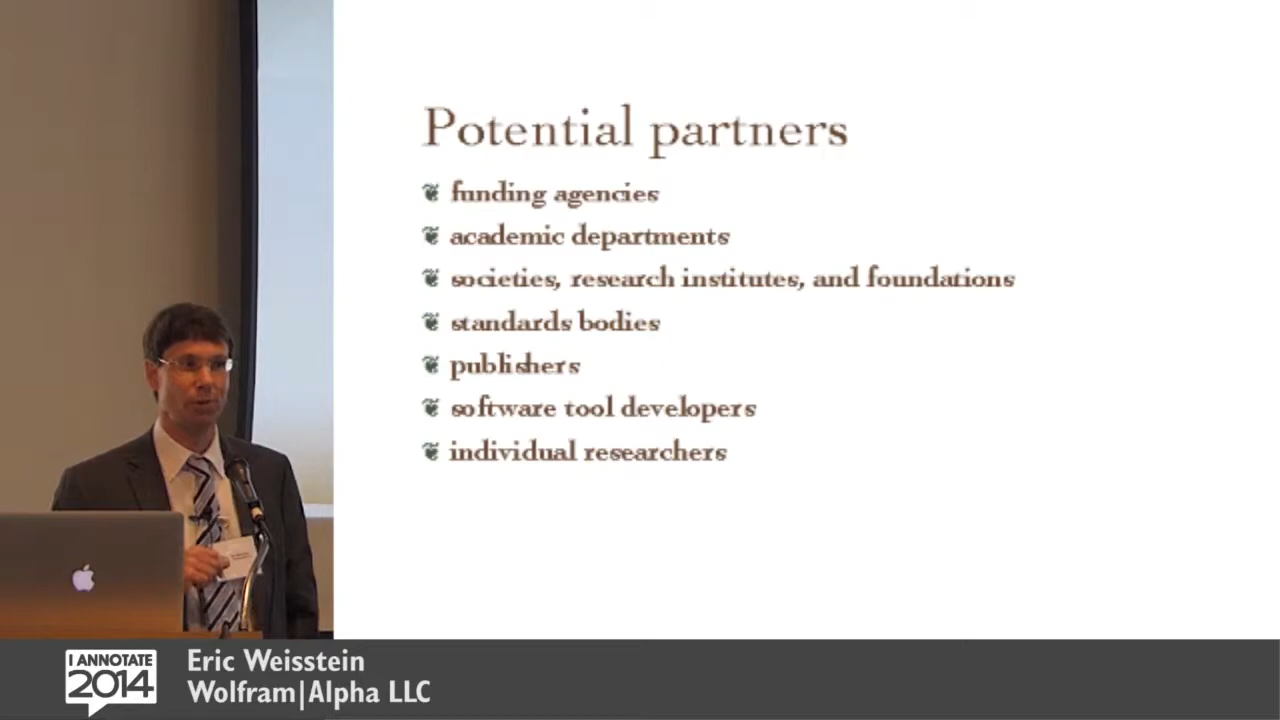 Potential partners
funding agencies
academic departments
societies, research institutes, and foundations
standards bodies
publishers
software tool developers
individual researchers
I ANNOTATE
2014
Eric Weisstein
Wolfram|Alpha LLC